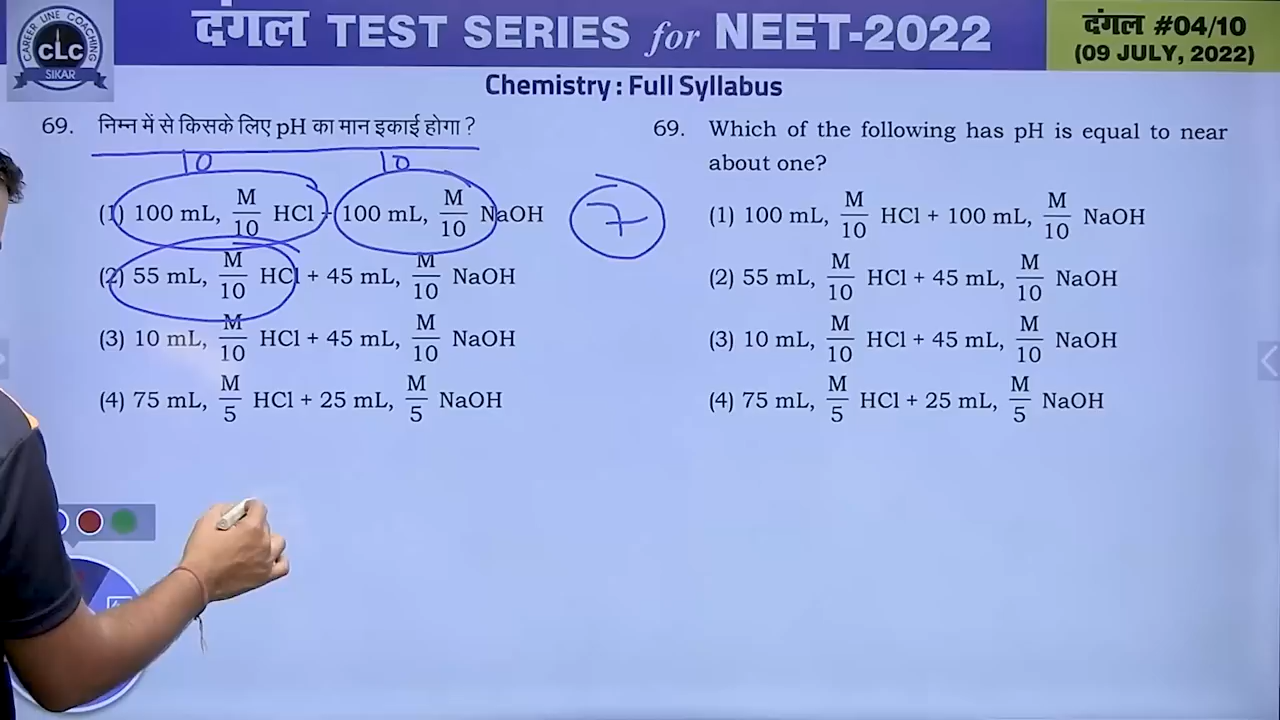 CAREER LINE COACHING
CLC
SIKAR
दंगल TEST SERIES for NEET-2022
दंगल #04/10
(09 JULY, 2022)
Chemistry : Full Syllabus
69. निम्न में से किसके लिए pH का मान इकाई होगा ?
10 10
(1) 100 mL, M/10 HCl + 100 mL, M/10 NaOH
7
(2) 55 mL, M/10 HCl + 45 mL, M/10 NaOH
(3) 10 mL, M/10 HCl + 45 mL, M/10 NaOH
(4) 75 mL, M/5 HCl + 25 mL, M/5 NaOH
69. Which of the following has pH is equal to near
about one?
(1) 100 mL, M/10 HCl + 100 mL, M/10 NaOH
(2) 55 mL, M/10 HCl + 45 mL, M/10 NaOH
(3) 10 mL, M/10 HCl + 45 mL, M/10 NaOH
(4) 75 mL, M/5 HCl + 25 mL, M/5 NaOH